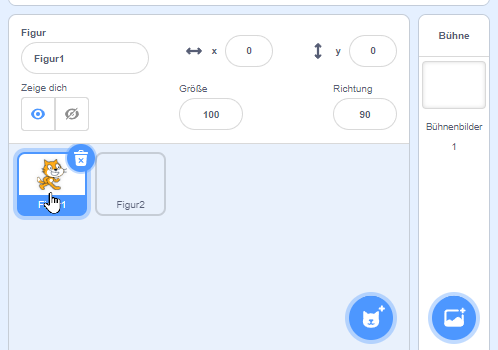 Figur
Figur1
x
0
y
0
Zeige dich
Größe
100
Richtung
90
Figur2
Bühne
Bühnenbilder
1